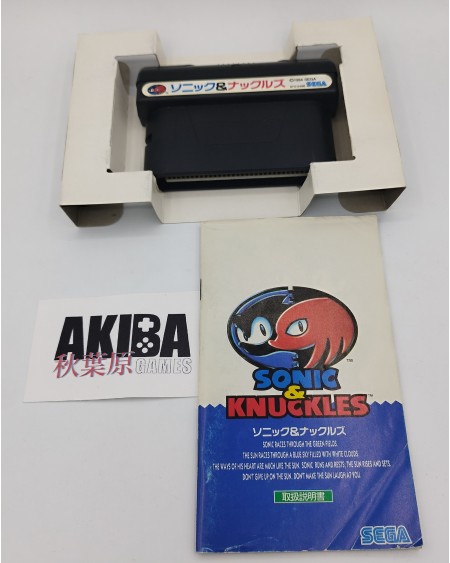 ソニック&ナックルズ
SEGA
AKIBA
秋葉原 GAMES
SONIC
&
KNUCKLES
TM
ソニック&ナックルズ
SONIC RACES THROUGH THE GREEN FIELDS.
THE SUN RACES THROUGH A BLUE SKY FILLED WITH WHITE CLOUDS.
THE WAYS OF HIS HEART ARE MUCH LIKE THE SUN. SONIC RUNS AND RESTS; THE SUN RISES AND SETS.
DON'T GIVE UP ON THE SUN. DON'T MAKE THE SUN LAUGH AT YOU.
取扱説明書
SEGA